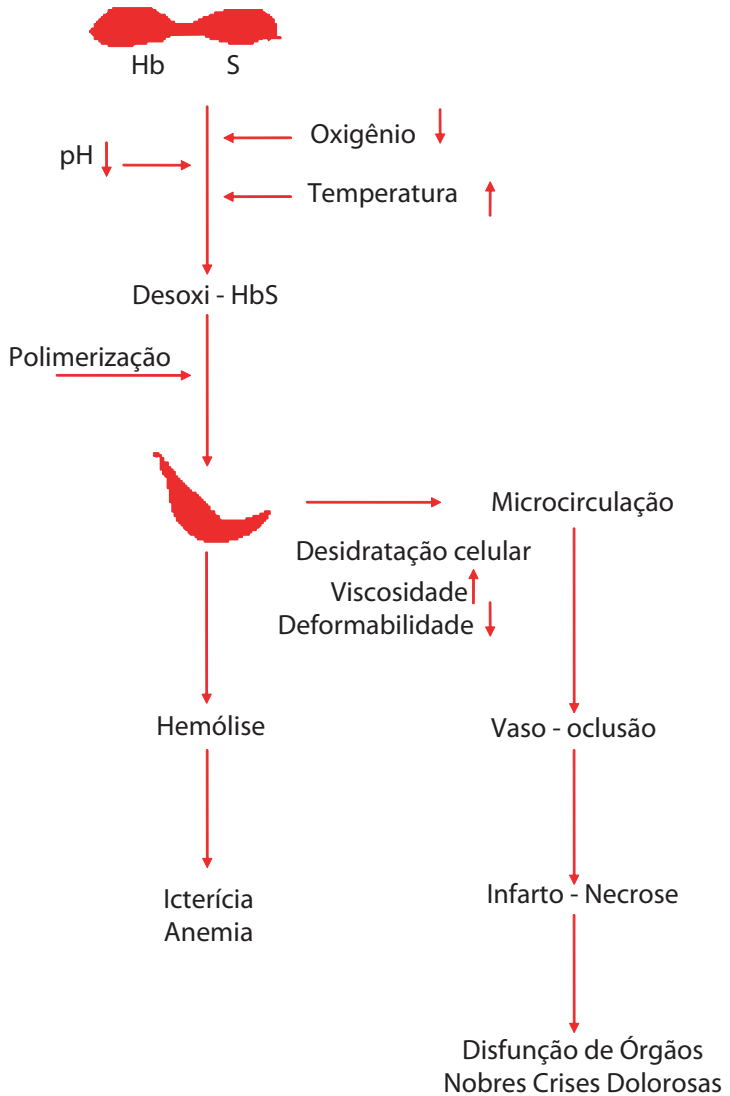 Hb S
Oxigênio
pH
Temperatura
Desoxi - HbS
Polimerização
Microcirculação
Desidratação celular
Viscosidade
Deformabilidade
Hemólise
Vaso - oclusão
Icterícia
Anemia
Infarto - Necrose
Disfunção de Órgãos
Nobres Crises Dolorosas